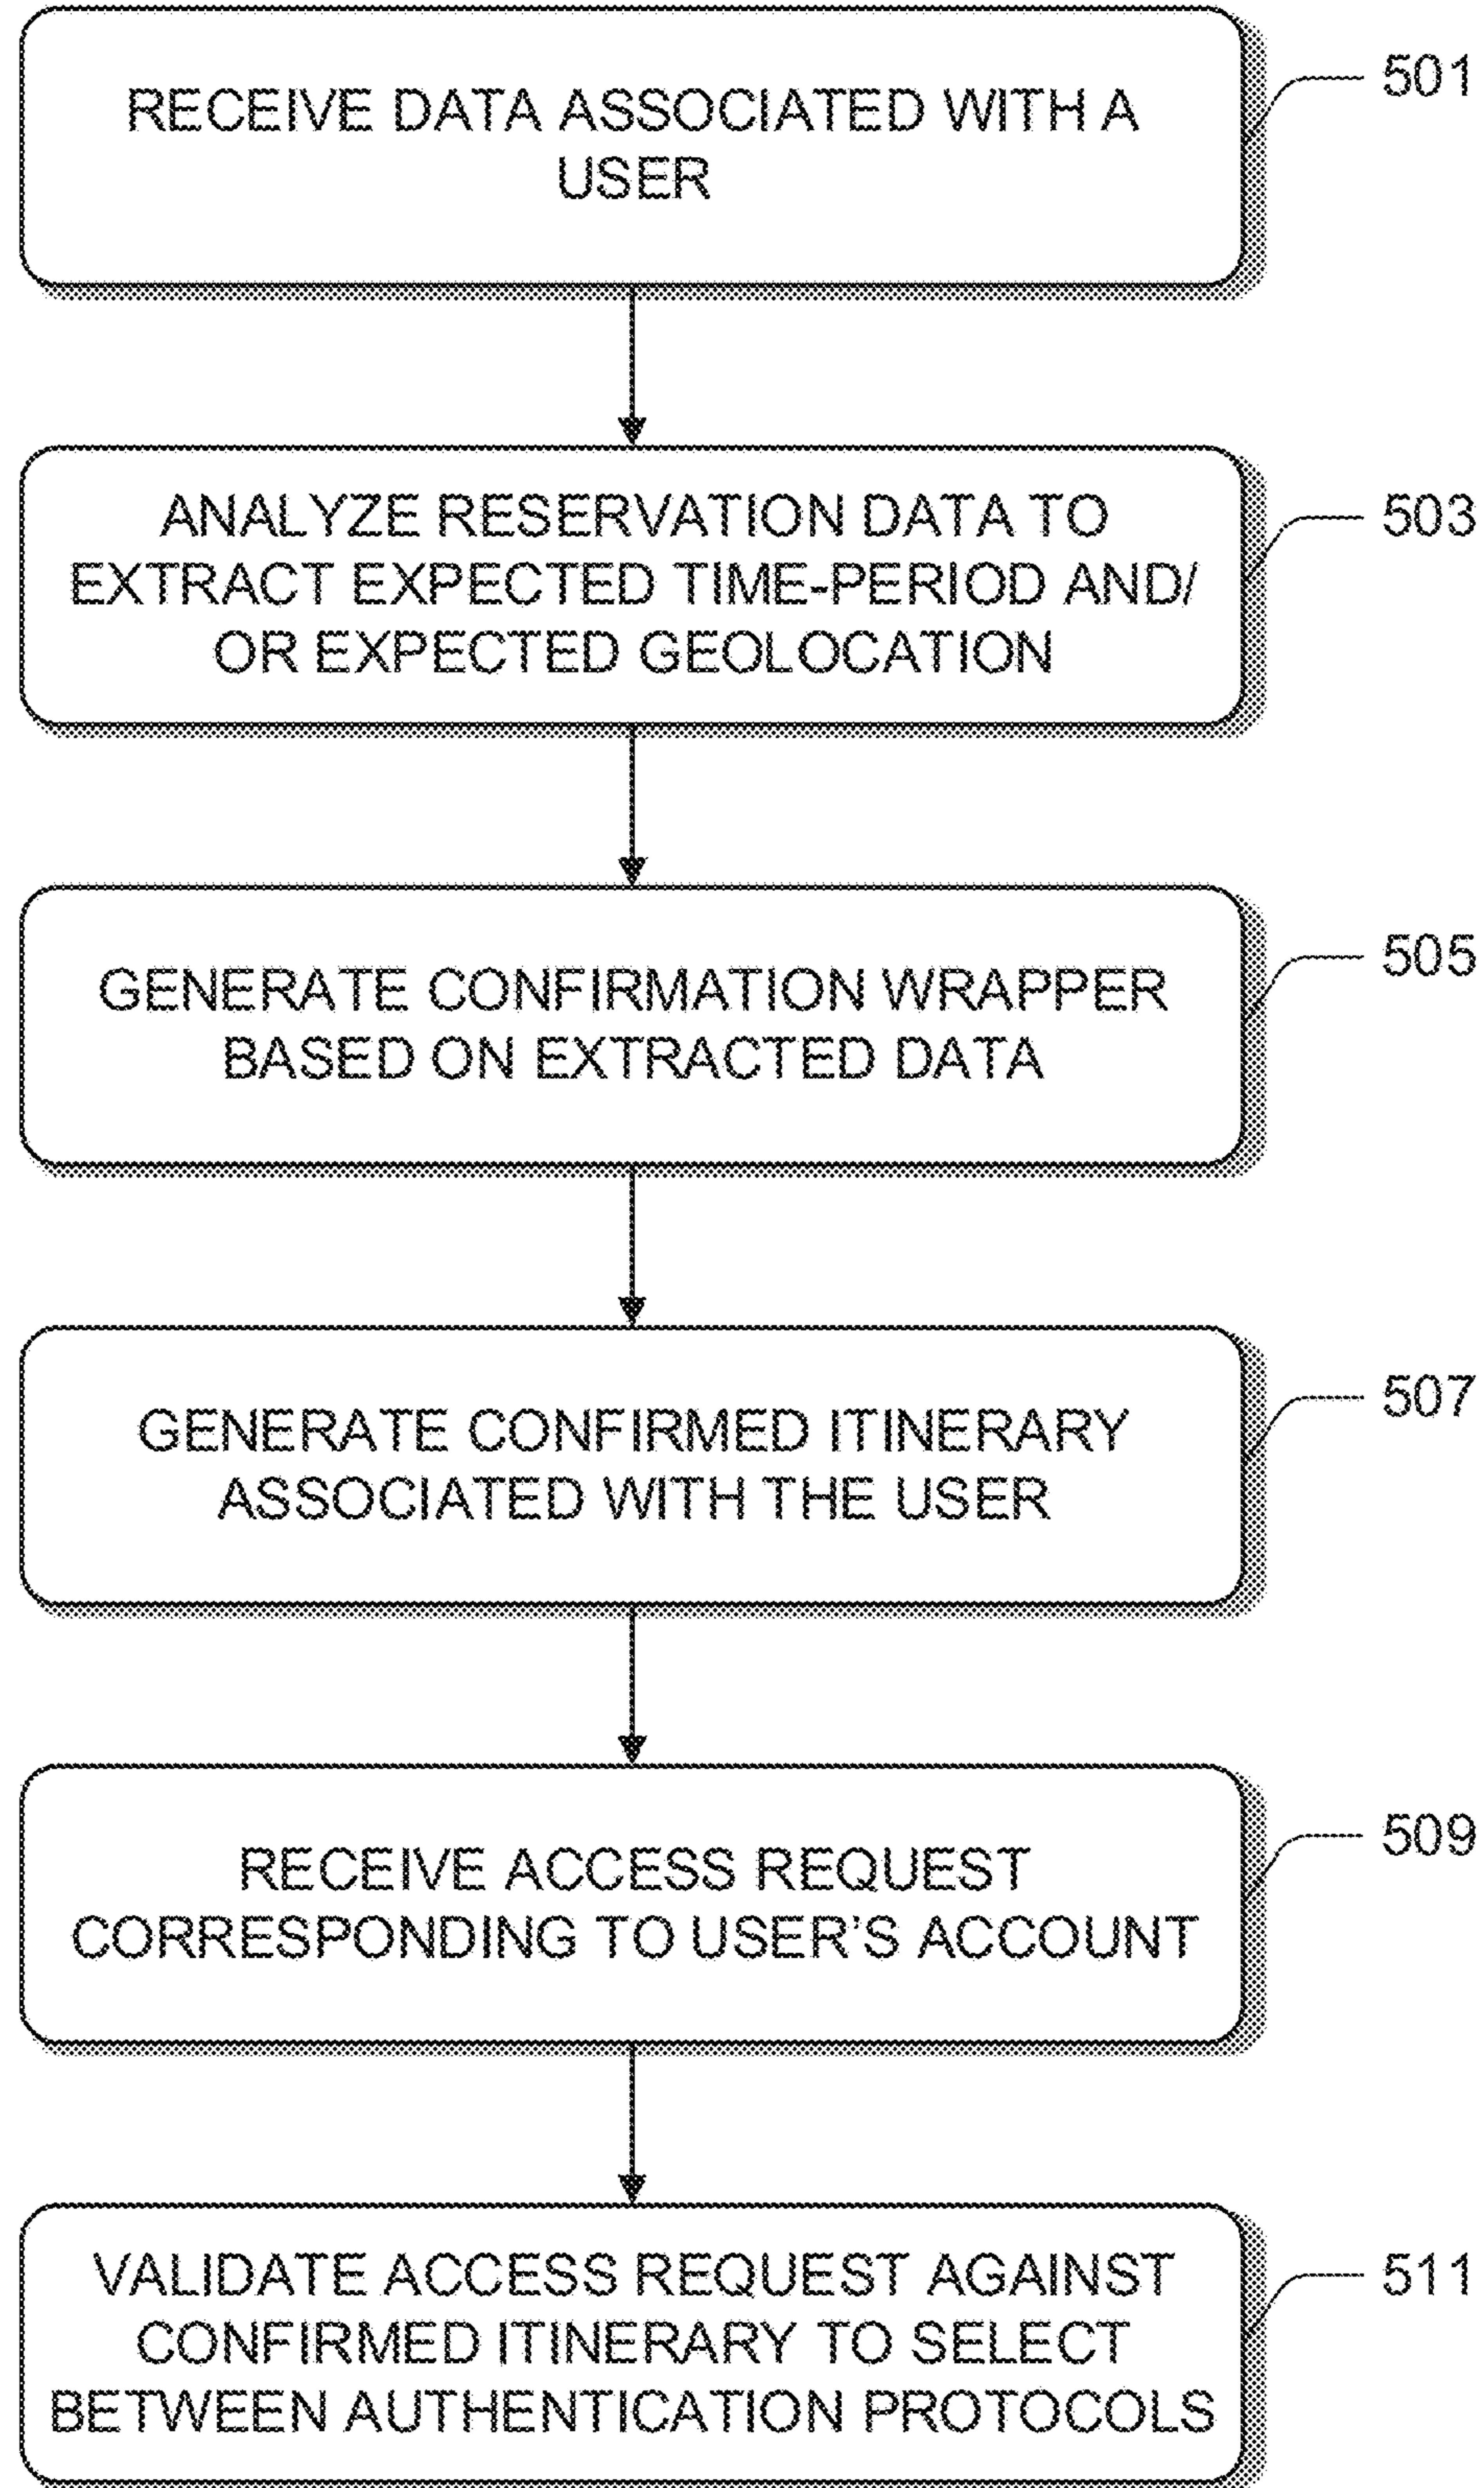 RECEIVE DATA ASSOCIATED WITH A
USER
501
ANALYZE RESERVATION DATA TO
EXTRACT EXPECTED TIME-PERIOD AND/
OR EXPECTED GEOLOCATION
503
GENERATE CONFIRMATION WRAPPER
BASED ON EXTRACTED DATA
505
GENERATE CONFIRMED ITINERARY
ASSOCIATED WITH THE USER
507
RECEIVE ACCESS REQUEST
CORRESPONDING TO USER’S ACCOUNT
509
VALIDATE ACCESS REQUEST AGAINST
CONFIRMED ITINERARY TO SELECT
BETWEEN AUTHENTICATION PROTOCOLS
511